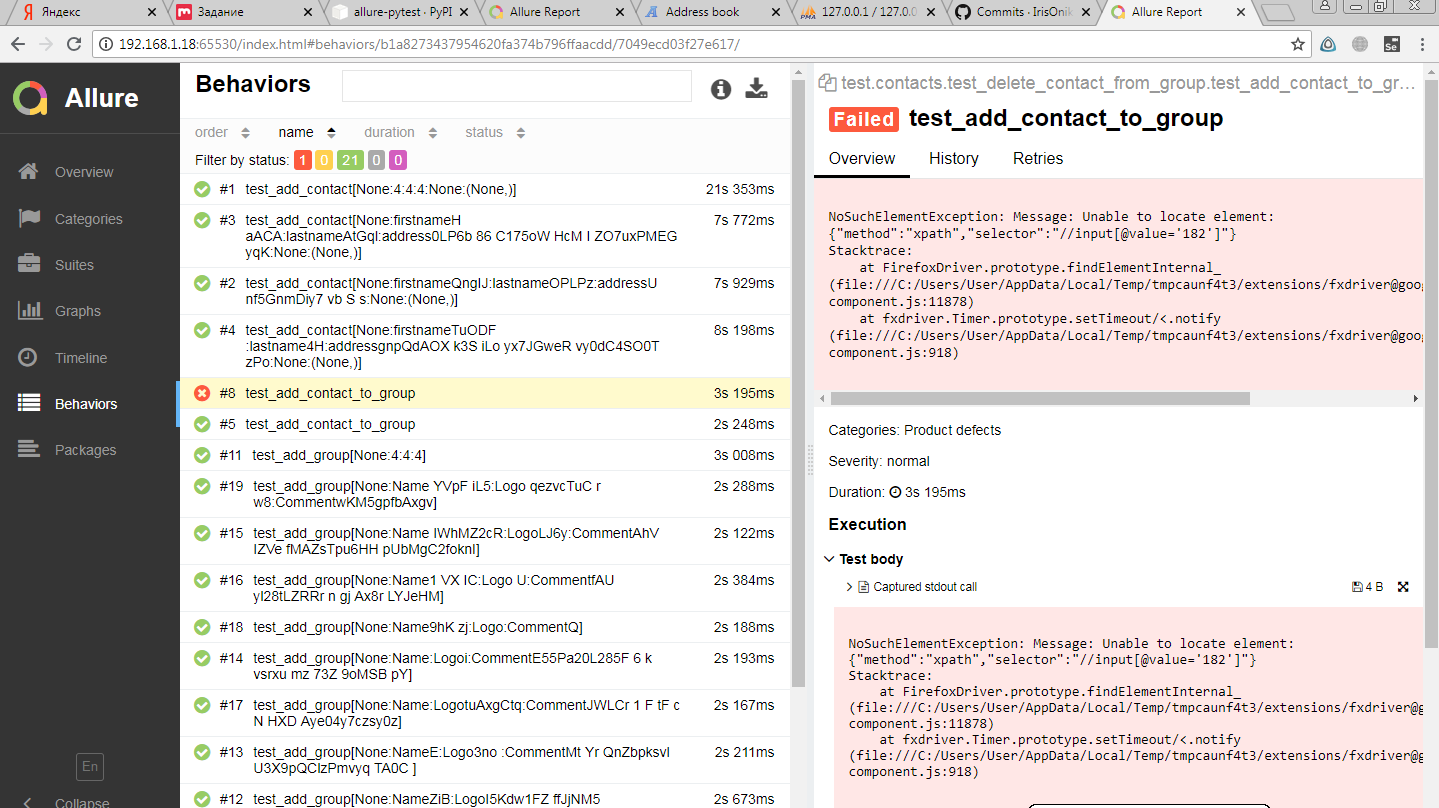 Яндекс
Задание
allure-pytest · PyPI
Allure Report
Address book
127.0.0.1 / 127.0.0
Commits · IrisOnik
Allure Report
192.168.1.18:65530/index.html#behaviors/b1a8273437954620fa374b796ffaacdd/7049ecd03f27e617/
Allure
Overview
Categories
Suites
Graphs
Timeline
Behaviors
Packages
En
Collapse
Behaviors
order name duration status
Filter by status: 1 0 21 0 0
#1 test_add_contact[None:4:4:4:None:(None,)] 21s 353ms
#3 test_add_contact[None:firstnameH 7s 772ms
aACA:lastnameAtGql:address0LP6b 86 C175oW HcM I ZO7uxPMEG
yqK:None:(None,)]
#2 test_add_contact[None:firstnameQngIJ:lastnameOPLPz:addressU 7s 929ms
nf5GnmDiy7 vb S s:None:(None,)]
#4 test_add_contact[None:firstnameTuODF 8s 198ms
:lastname4H:addressgnpQdAOX k3S iLo yx7JGweR vy0dC4SO0T
zPo:None:(None,)]
#8 test_add_contact_to_group 3s 195ms
#5 test_add_contact_to_group 2s 248ms
#11 test_add_group[None:4:4:4] 3s 008ms
#19 test_add_group[None:Name YVpF iL5:Logo qezvcTuC r 2s 288ms
w8:CommentwKM5gpfbAxgv]
#15 test_add_group[None:Name IWhMZ2cR:LogoLJ6y:CommentAhV 2s 122ms
IZVe fMAZsTpu6HH pUbMgC2foknI]
#16 test_add_group[None:Name1 VX IC:Logo U:CommentfAU 2s 384ms
yI28tLZRRr n gj Ax8r LYJeHM]
#18 test_add_group[None:Name9hK zj:Logo:CommentQ] 2s 188ms
#14 test_add_group[None:Name:Logoi:CommentE55Pa20L285F 6 k 2s 193ms
vsrxu mz 73Z 9oMSB pY]
#17 test_add_group[None:Name:LogotuAxgCtq:CommentJWLCr 1 F tF c 2s 167ms
N HXD Aye04y7czsy0z]
#13 test_add_group[None:NameE:Logo3no :CommentMt Yr QnZbpksvI 2s 211ms
U3X9pQCIzPmvyq TA0C ]
#12 test_add_group[None:NameZiB:LogoI5Kdw1FZ ffJjNM5 2s 673ms
test.contacts.test_delete_contact_from_group.test_add_contact_to_gr…
Failed test_add_contact_to_group
Overview History Retries
NoSuchElementException: Message: Unable to locate element:
{"method":"xpath","selector":"//input[@value='182']"}
Stacktrace:
at FirefoxDriver.prototype.findElementInternal_
(file:///C:/Users/User/AppData/Local/Temp/tmpcaunf4t3/extensions/fxdriver@goog
component.js:11878)
at fxdriver.Timer.prototype.setTimeout/<.notify
(file:///C:/Users/User/AppData/Local/Temp/tmpcaunf4t3/extensions/fxdriver@goog
component.js:918)
Categories: Product defects
Severity: normal
Duration: 3s 195ms
Execution
Test body
Captured stdout call 4 B
NoSuchElementException: Message: Unable to locate element:
{"method":"xpath","selector":"//input[@value='182']"}
Stacktrace:
at FirefoxDriver.prototype.findElementInternal_
(file:///C:/Users/User/AppData/Local/Temp/tmpcaunf4t3/extensions/fxdriver@g
component.js:11878)
at fxdriver.Timer.prototype.setTimeout/<.notify
(file:///C:/Users/User/AppData/Local/Temp/tmpcaunf4t3/extensions/fxdriver@g
component.js:918)